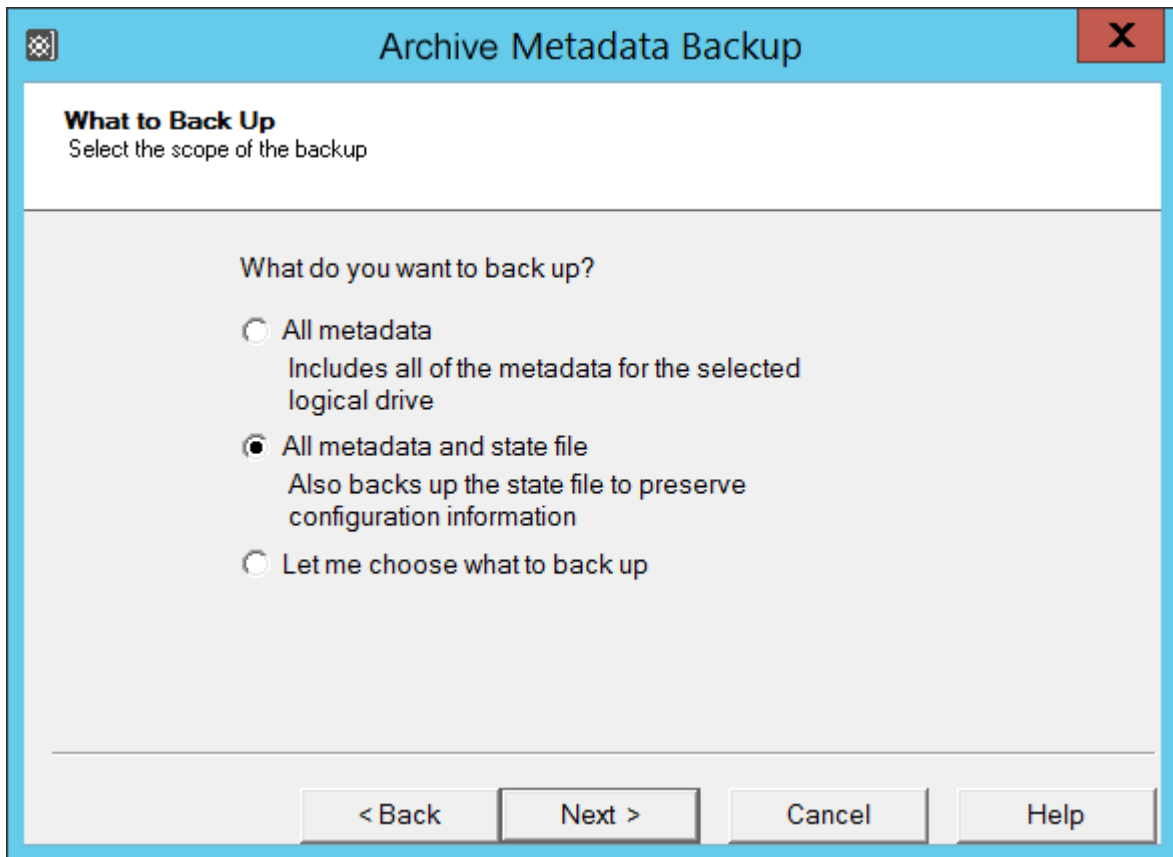 Archive Metadata Backup
X
What to Back Up
Select the scope of the backup
What do you want to back up?
All metadata
Includes all of the metadata for the selected
logical drive
All metadata and state file
Also backs up the state file to preserve
configuration information
Let me choose what to back up
< Back
Next >
Cancel
Help